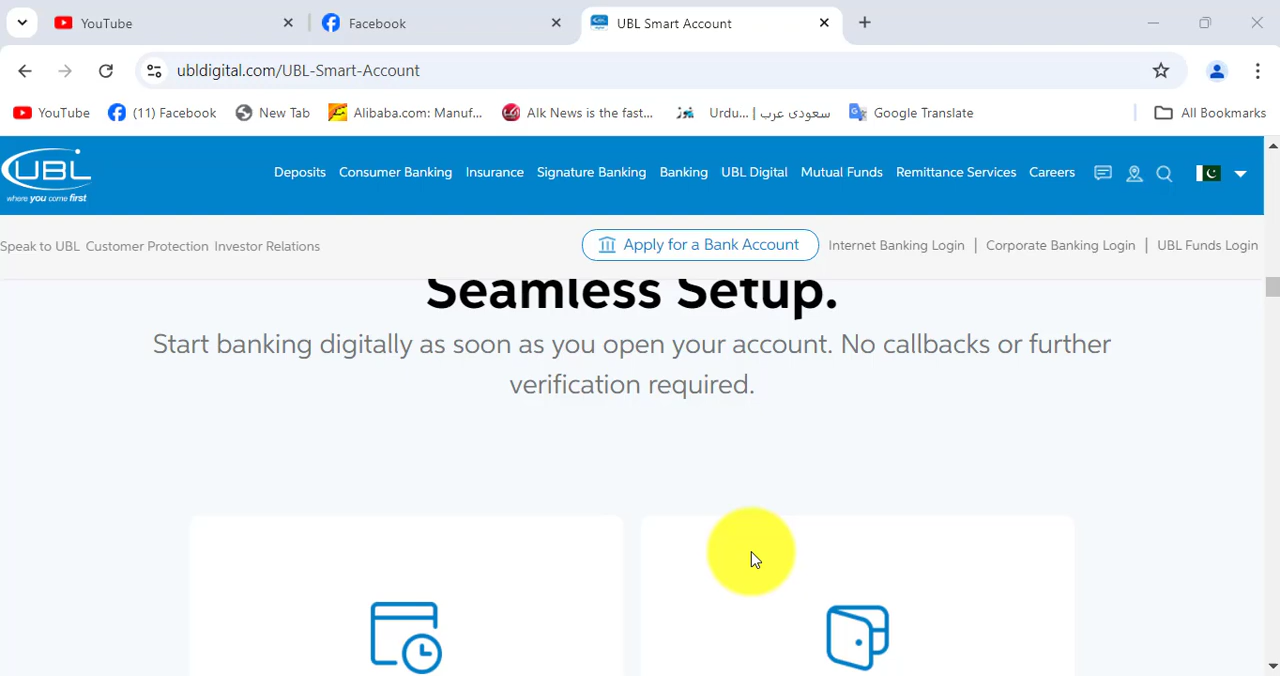 YouTube
Facebook
UBL Smart Account
ubldigital.com/UBL-Smart-Account
YouTube
(11) Facebook
New Tab
Alibaba.com: Manuf...
Alk News is the fast...
سعودی عرب | Urdu...
Google Translate
All Bookmarks
UBL
where you come first
Deposits
Consumer Banking
Insurance
Signature Banking
Banking
UBL Digital
Mutual Funds
Remittance Services
Careers
Speak to UBL
Customer Protection
Investor Relations
Apply for a Bank Account
Internet Banking Login
Corporate Banking Login
UBL Funds Login
Seamless Setup.
Start banking digitally as soon as you open your account. No callbacks or further
verification required.